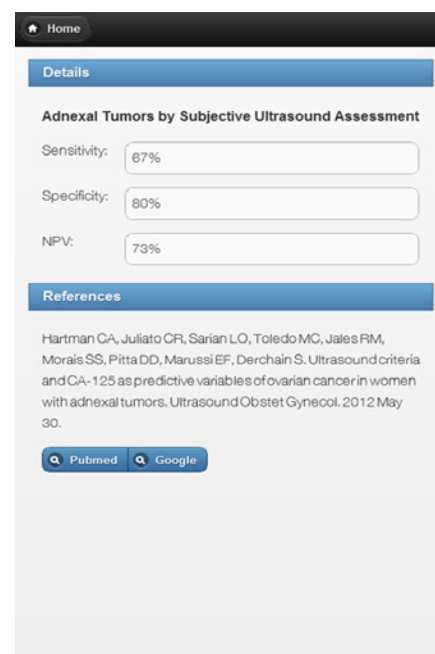 Home
Details
Adnexal Tumors by Subjective Ultrasound Assessment
Sensitivity:
67%
Specificity:
80%
NPV:
73%
References
Hartman CA, Juliato CR, Sarian LO, Toledo MC, Jales RM,
Morais SS, Pitta DD, Marussi EF, Derchain S. Ultrasound criteria
and CA-125 as predictive variables of ovarian cancer in women
with adnexal tumors. Ultrasound Obstet Gynecol. 2012 May
30.
Pubmed
Google